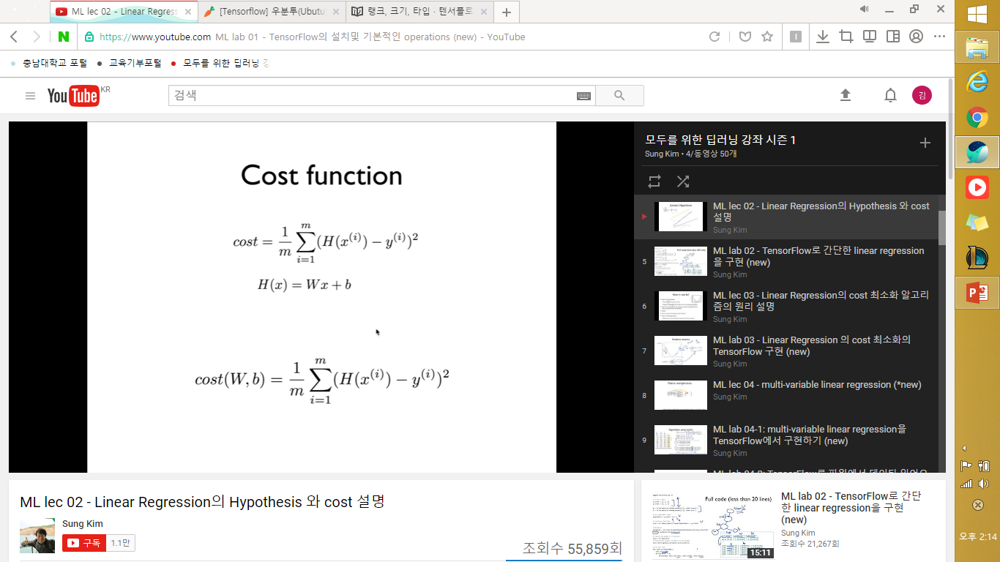 ML lec 02 - Linear Regress
[Tensorflow] 우분투(Ubutu
랭크, 크기, 타입 · 텐서플로
https://www.youtube.com ML lab 01 - TensorFlow의 설치및 기본적인 operations (new) - YouTube
충남대학교 포털
교육기부포털
모두를 위한 딥러닝 강
YouTube KR
검색
김
Cost function
cost = 1/m ∑_{i=1}^{m} (H(x^{(i)}) − y^{(i)})^2
H(x) = Wx + b
cost(W, b) = 1/m ∑_{i=1}^{m} (H(x^{(i)}) − y^{(i)})^2
모두를 위한 딥러닝 강좌 시즌 1
Sung Kim • 4/동영상 50개
ML lec 02 - Linear Regression의 Hypothesis 와 cost
설명
Sung Kim
5
ML lab 02 - TensorFlow로 간단한 linear regression
을 구현 (new)
Sung Kim
6
ML lec 03 - Linear Regression의 cost 최소화 알고리
즘의 원리 설명
Sung Kim
7
ML lab 03 - Linear Regression 의 cost 최소화의
TensorFlow 구현 (new)
Sung Kim
8
ML lec 04 - multi-variable linear regression (*new)
Sung Kim
9
ML lab 04-1: multi-variable linear regression을
TensorFlow에서 구현하기 (new)
Sung Kim
ML lec 02 - Linear Regression의 Hypothesis 와 cost 설명
Sung Kim
구독 1.1만
조회수 55,859회
Full code (less than 20 lines)
15:11
ML lab 02 - TensorFlow로 간단
한 linear regression을 구현
(new)
Sung Kim
조회수 21,267회
오후 2:14